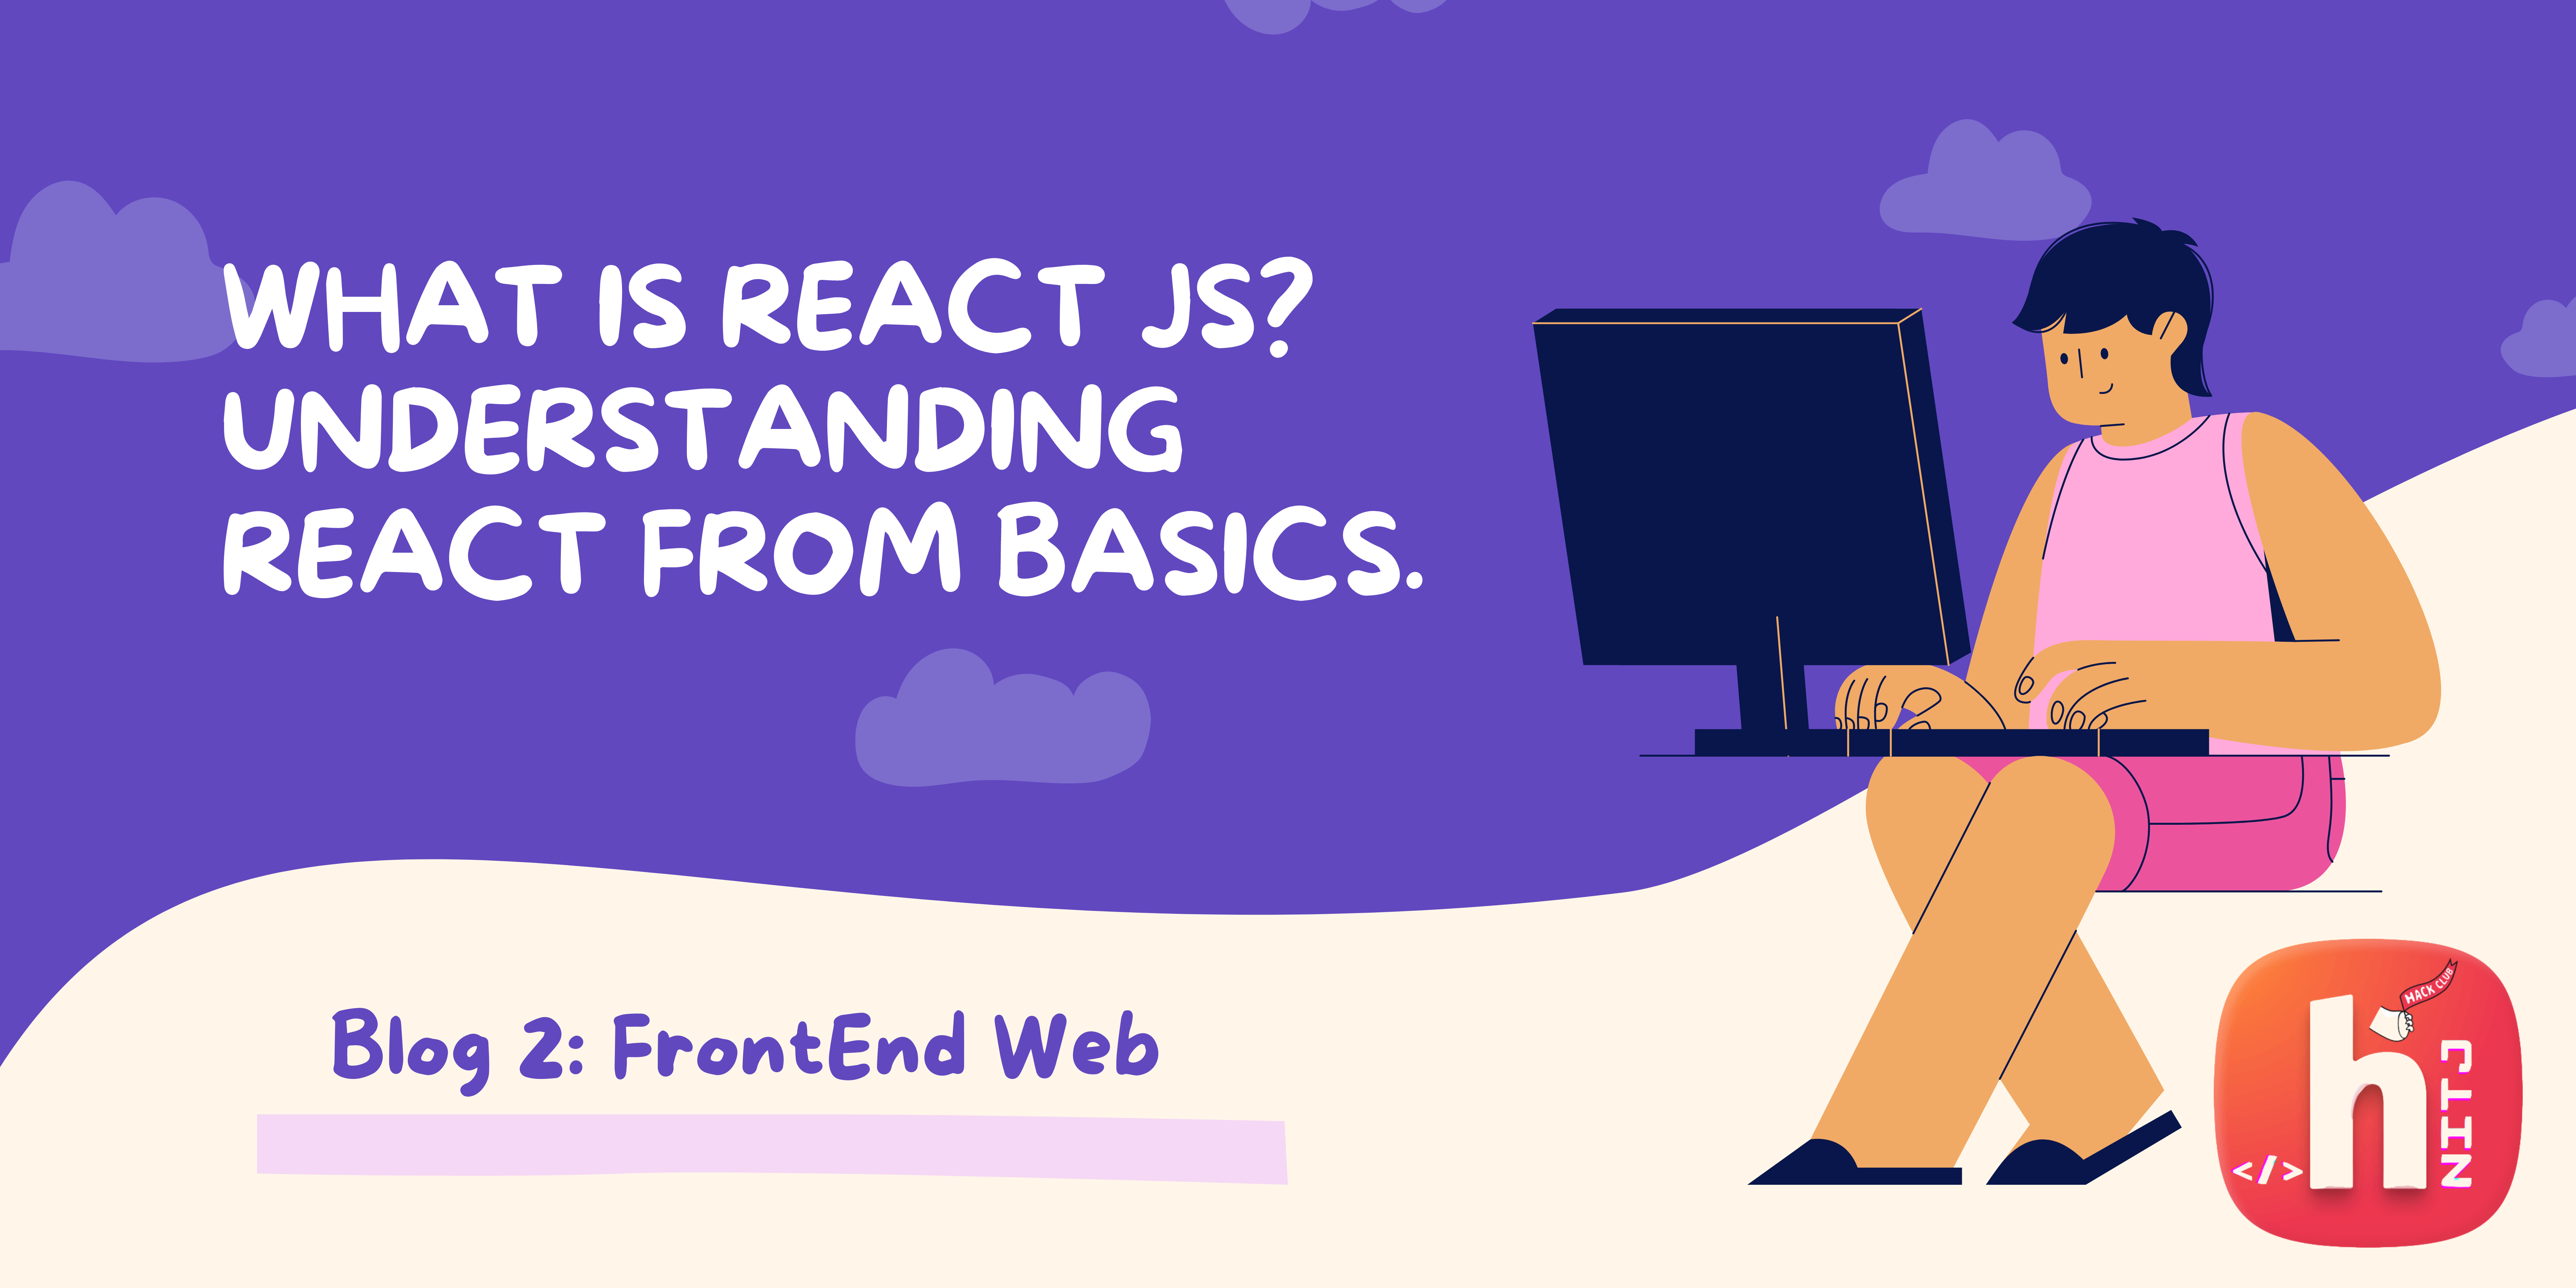 WHAT IS REACT JS?
UNDERSTANDING
REACT FROM BASICS.
Blog 2: FrontEnd Web
HACK CLUB
h
NITJ
</>